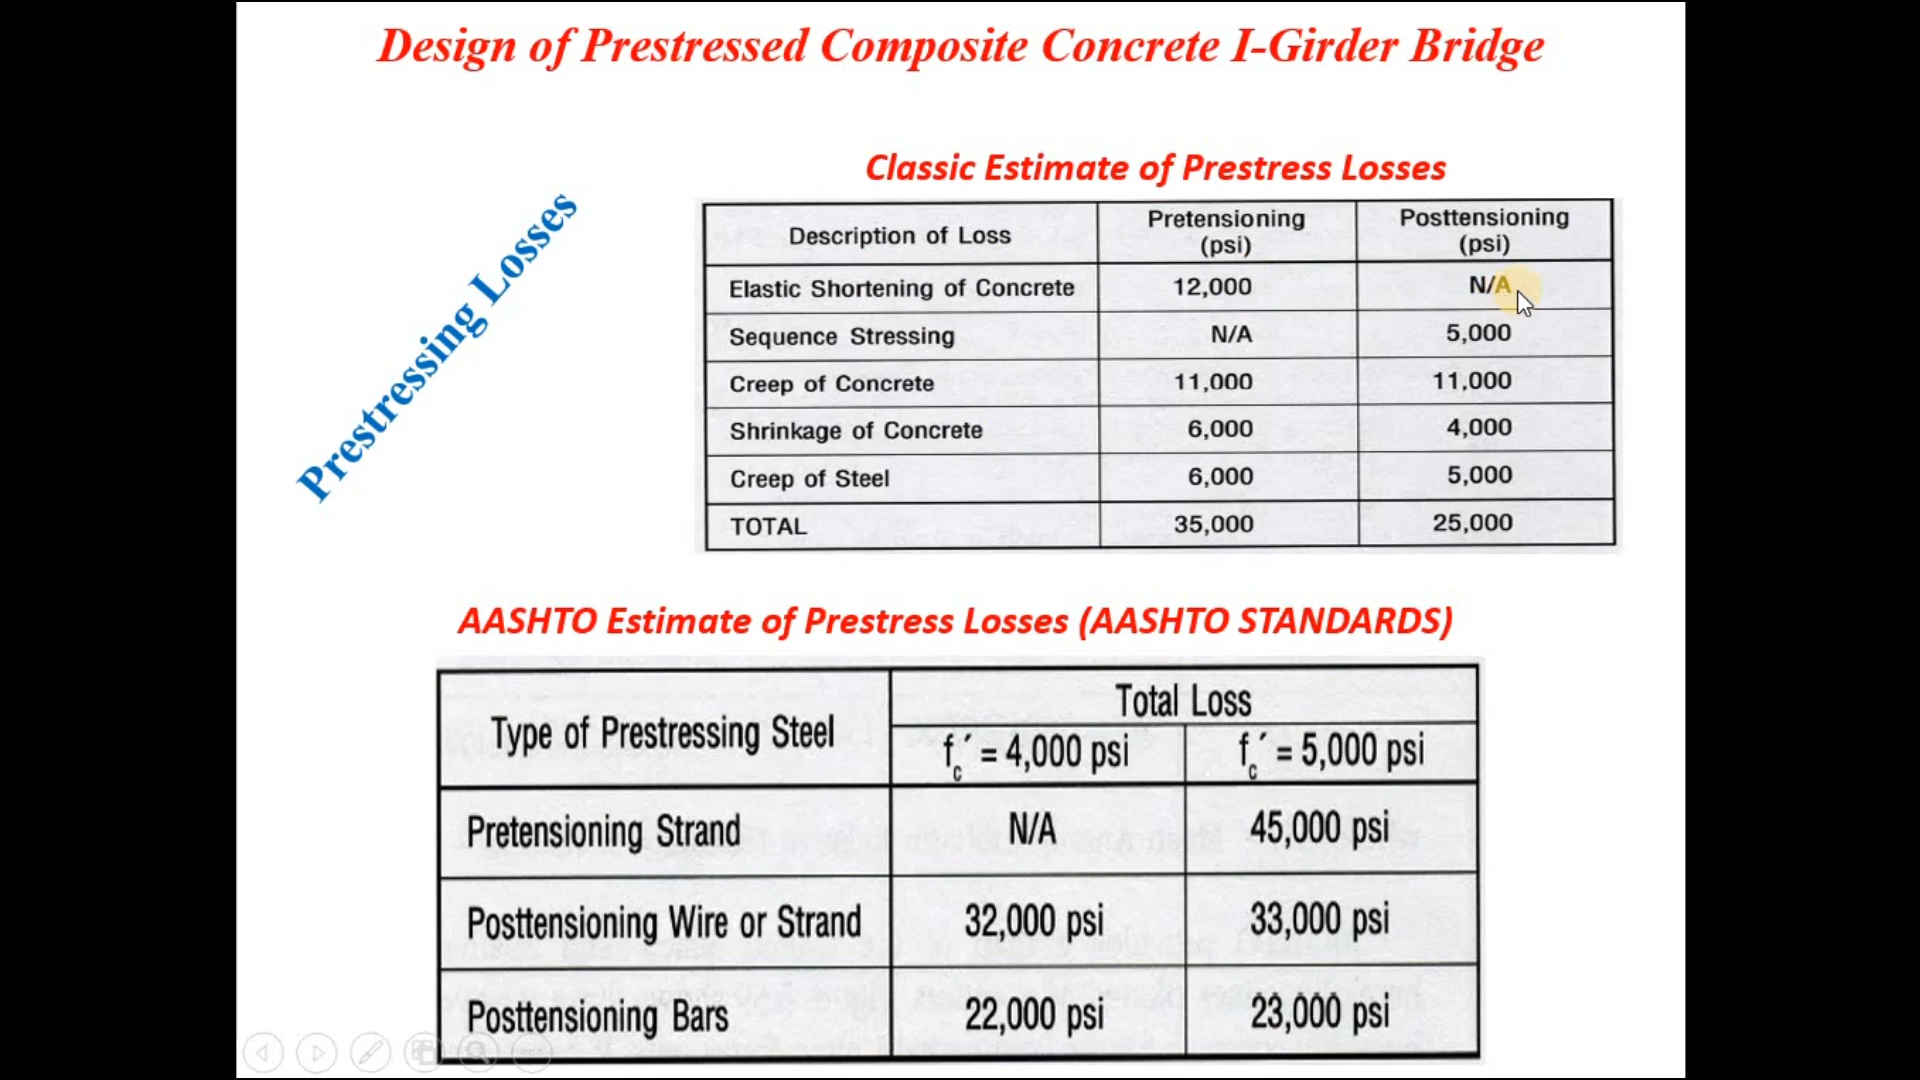 Design of Prestressed Composite Concrete I-Girder Bridge
Prestressing Losses
Classic Estimate of Prestress Losses
Description of Loss Pretensioning (psi) Posttensioning (psi)
Elastic Shortening of Concrete 12,000 N/A
Sequence Stressing N/A 5,000
Creep of Concrete 11,000 11,000
Shrinkage of Concrete 6,000 4,000
Creep of Steel 6,000 5,000
TOTAL 35,000 25,000
AASHTO Estimate of Prestress Losses (AASHTO STANDARDS)
Type of Prestressing Steel Total Loss
fc´ = 4,000 psi fc´ = 5,000 psi
Pretensioning Strand N/A 45,000 psi
Posttensioning Wire or Strand 32,000 psi 33,000 psi
Posttensioning Bars 22,000 psi 23,000 psi